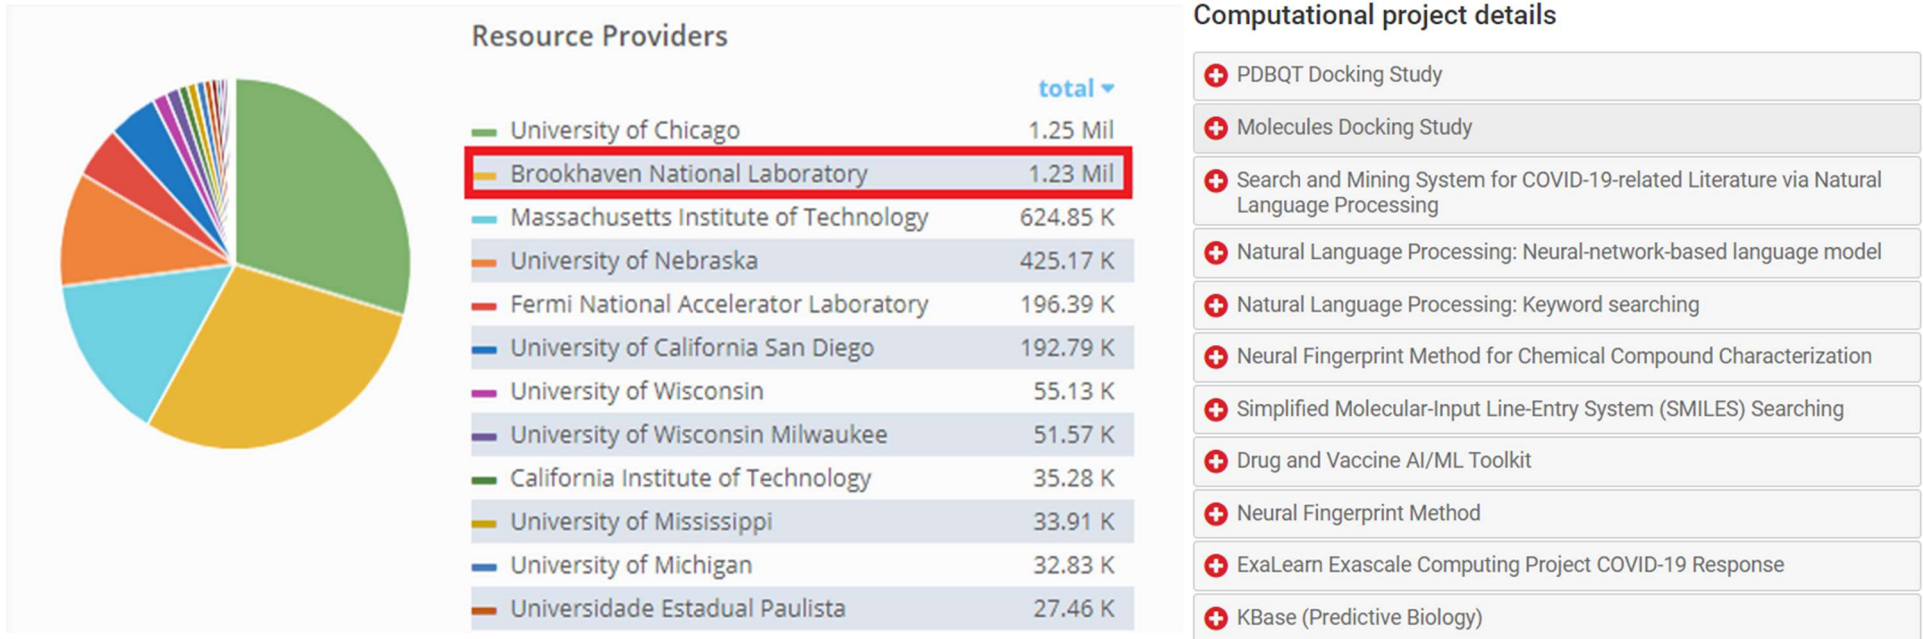 Resource Providers
total
University of Chicago 1.25 Mil
Brookhaven National Laboratory 1.23 Mil
Massachusetts Institute of Technology 624.85 K
University of Nebraska 425.17 K
Fermi National Accelerator Laboratory 196.39 K
University of California San Diego 192.79 K
University of Wisconsin 55.13 K
University of Wisconsin Milwaukee 51.57 K
California Institute of Technology 35.28 K
University of Mississippi 33.91 K
University of Michigan 32.83 K
Universidade Estadual Paulista 27.46 K
Computational project details
PDBQT Docking Study
Molecules Docking Study
Search and Mining System for COVID-19-related Literature via Natural
Language Processing
Natural Language Processing: Neural-network-based language model
Natural Language Processing: Keyword searching
Neural Fingerprint Method for Chemical Compound Characterization
Simplified Molecular-Input Line-Entry System (SMILES) Searching
Drug and Vaccine AI/ML Toolkit
Neural Fingerprint Method
ExaLearn Exascale Computing Project COVID-19 Response
KBase (Predictive Biology)